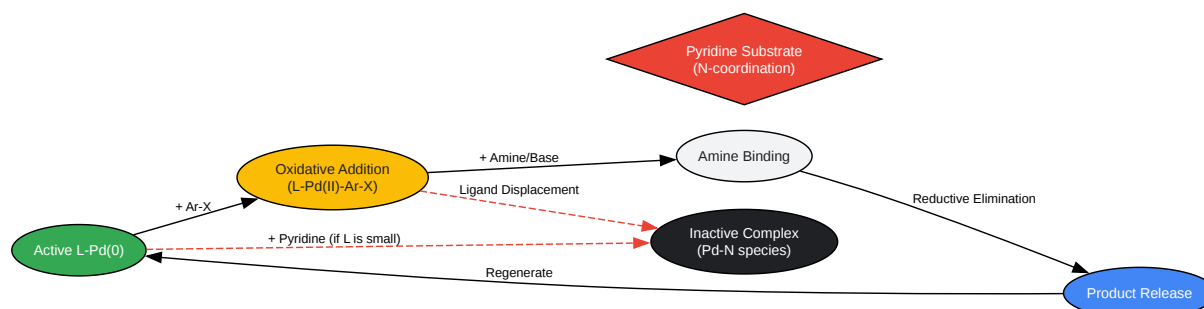 Pyridine Substrate
(N-coordination)
+ Amine/Base
Amine Binding
Oxidative Addition
(L-Pd(II)-Ar-X)
Ligand Displacement
Reductive Elimination
+ Ar-X
Active L-Pd(0)
+ Pyridine (if L is small)
Inactive Complex
(Pd-N species)
Regenerate
Product Release